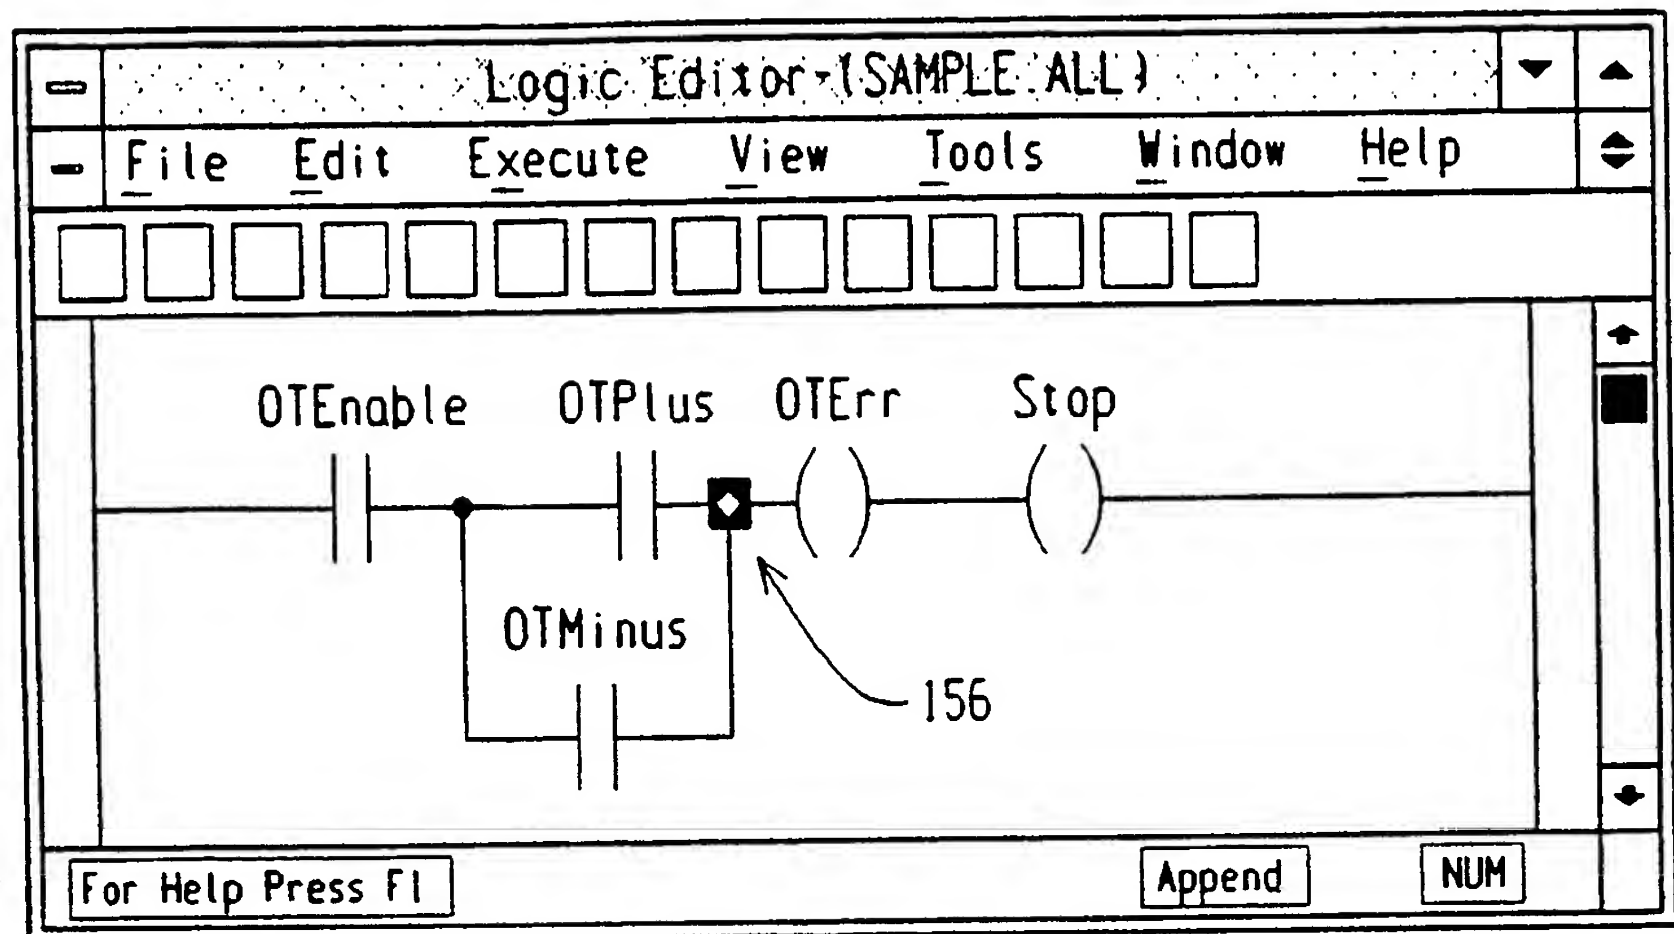 Logic Editor-(SAMPLE.ALL)
File Edit Execute View Tools Window Help
OTEnable OTPlus OTErr Stop
OTMinus
156
For Help Press F1 Append NUM